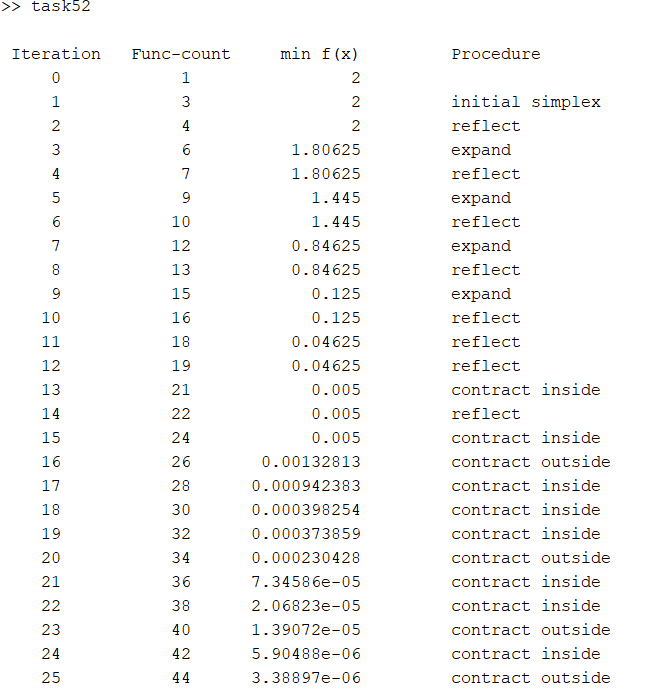 >> task52
Iteration Func-count min f(x) Procedure
0 1 2
1 3 2 initial simplex
2 4 2 reflect
3 6 1.80625 expand
4 7 1.80625 reflect
5 9 1.445 expand
6 10 1.445 reflect
7 12 0.84625 expand
8 13 0.84625 reflect
9 15 0.125 expand
10 16 0.125 reflect
11 18 0.04625 reflect
12 19 0.04625 reflect
13 21 0.005 contract inside
14 22 0.005 reflect
15 24 0.005 contract inside
16 26 0.00132813 contract outside
17 28 0.000942383 contract inside
18 30 0.000398254 contract inside
19 32 0.000373859 contract inside
20 34 0.000230428 contract outside
21 36 7.34586e-05 contract inside
22 38 2.06823e-05 contract inside
23 40 1.39072e-05 contract outside
24 42 5.90488e-06 contract inside
25 44 3.38897e-06 contract outside